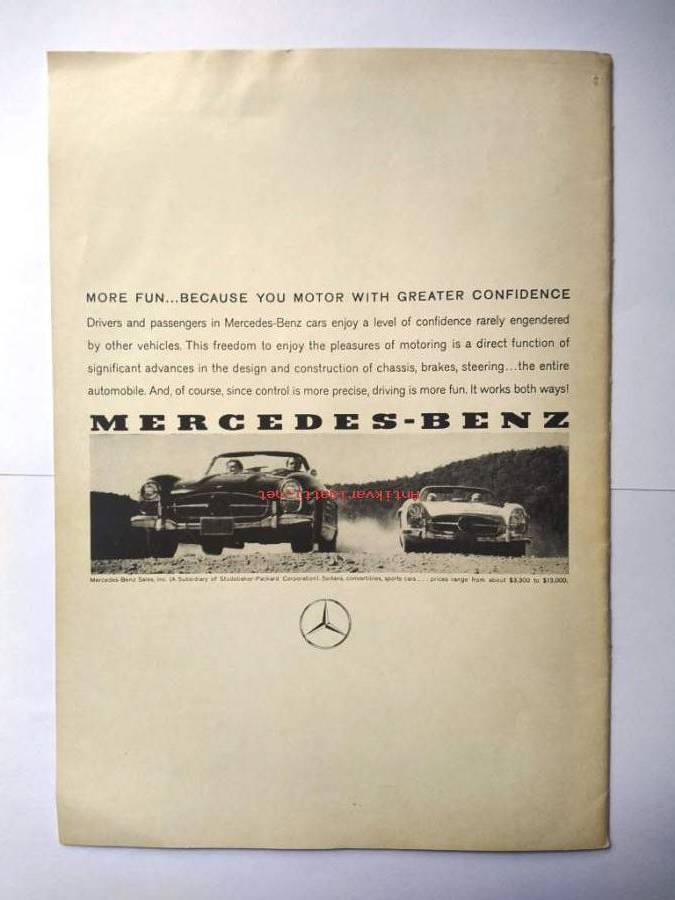 MORE FUN...BECAUSE YOU MOTOR WITH GREATER CONFIDENCE
Drivers and passengers in Mercedes-Benz cars enjoy a level of confidence rarely engendered
by other vehicles. This freedom to enjoy the pleasures of motoring is a direct function of
significant advances in the design and construction of chassis, brakes, steering...the entire
automobile. And, of course, since control is more precise, driving is more fun. It works both ways!
MERCEDES-BENZ
Antikvariaatti.net
Mercedes-Benz Sales, Inc. (A Subsidiary of Studebaker-Packard Corporation). Sedans, convertibles, sports cars... prices range from about $3,300 to $13,000.